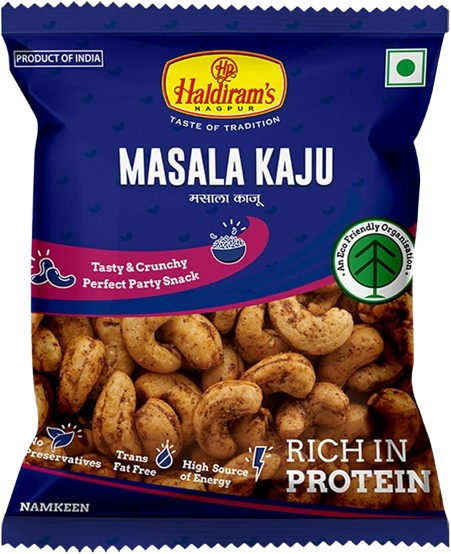 PRODUCT OF INDIA
HR
Haldiram's
NAGPUR
TASTE OF TRADITION
MASALA KAJU
मसाला काजू
An Eco Friendly Organisation
Tasty & Crunchy
Perfect Party Snack
No
Preservatives
Trans
Fat Free
High Source
of Energy
RICH IN
PROTEIN
NAMKEEN